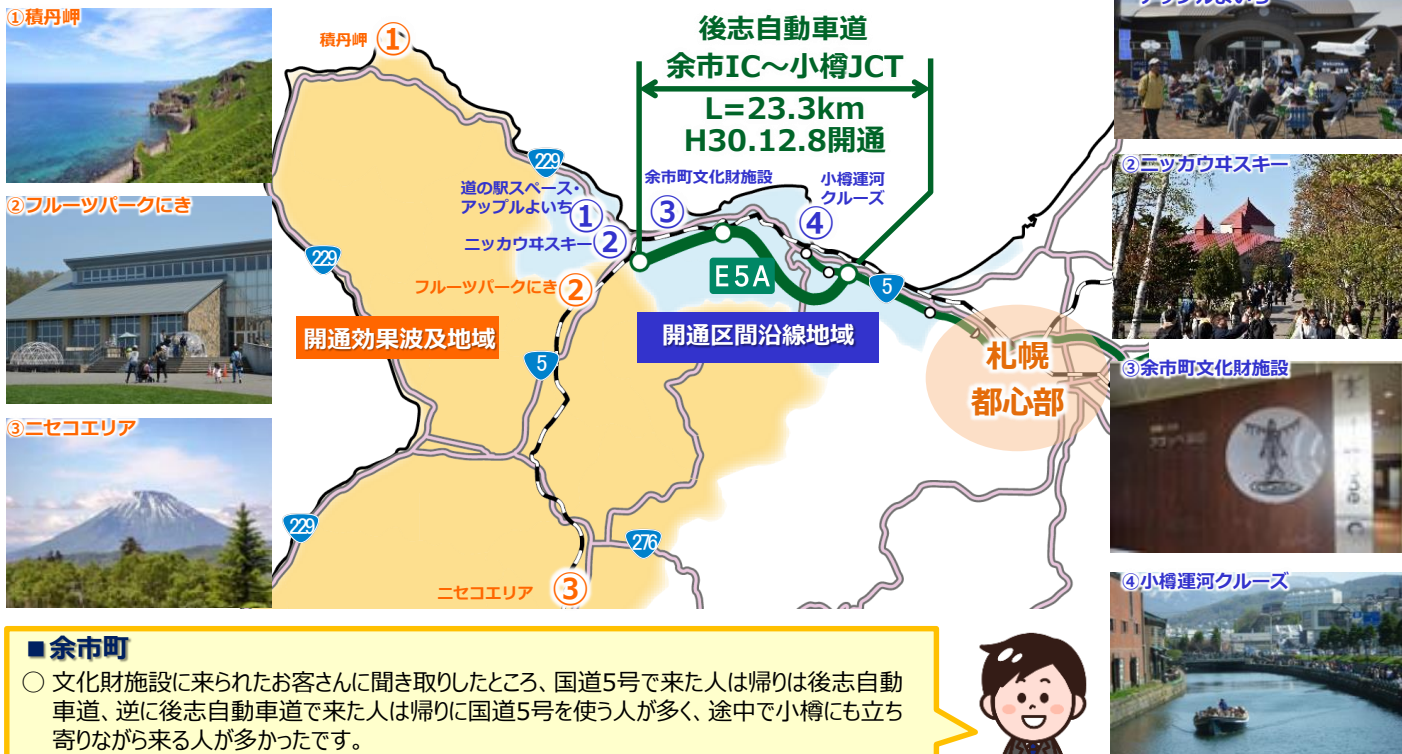 ①積丹岬
②フルーツパークにき
③ニセコエリア
積丹岬 ①
後志自動車道
余市IC～小樽JCT
L=23.3km
H30.12.8開通
229
道の駅スペース・
アップルよいち ①
ニッカウヰスキー ②
余市町文化財施設
③
小樽運河
クルーズ
④
229
フルーツパークにき ②
E5A
5
開通効果波及地域
開通区間沿線地域
5
札幌
都心部
229
276
ニセコエリア ③
アップルよいち
②ニッカウヰスキー
③余市町文化財施設
④小樽運河クルーズ
■余市町
○ 文化財施設に来られたお客さんに聞き取りしたところ、国道5号で来た人は帰りは後志自動
車道、逆に後志自動車道で来た人は帰りに国道5号を使う人が多く、途中で小樽にも立ち
寄りながら来る人が多かったです。